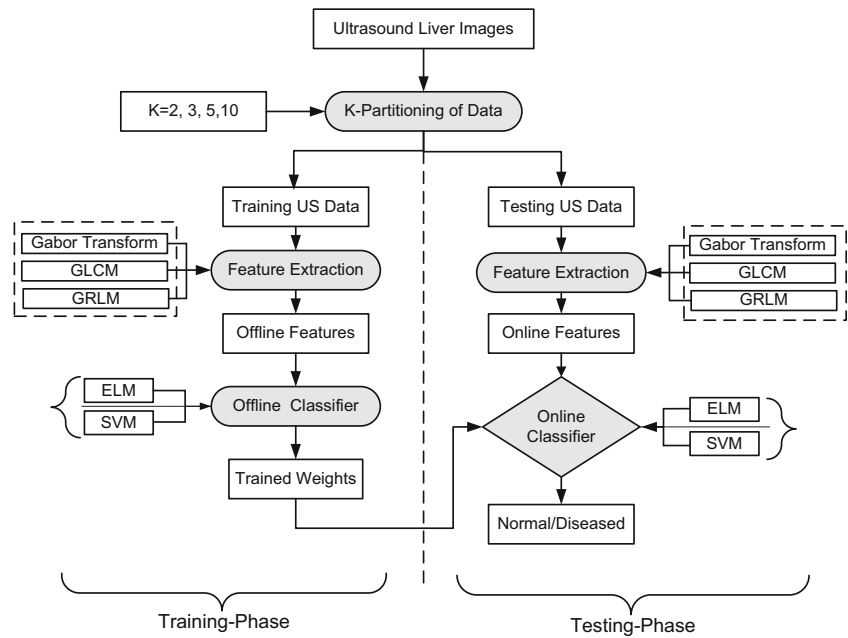 Ultrasound Liver Images
K=2, 3, 5,10
K-Partitioning of Data
Training US Data
Testing US Data
Gabor Transform
GLCM
GRLM
Feature Extraction
Feature Extraction
Gabor Transform
GLCM
GRLM
Offline Features
Online Features
ELM
SVM
Offline Classifier
Online
Classifier
ELM
SVM
Trained Weights
Normal/Diseased
Training-Phase
Testing-Phase